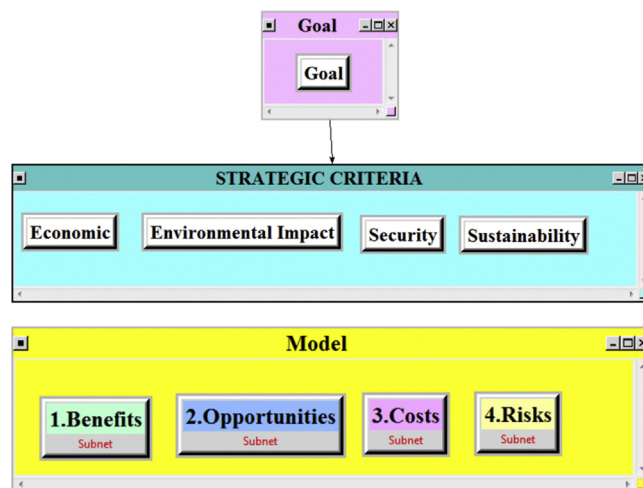 Goal
Goal
STRATEGIC CRITERIA
Economic
Environmental Impact
Security
Sustainability
Model
1.Benefits
Subnet
2.Opportunities
Subnet
3.Costs
Subnet
4.Risks
Subnet